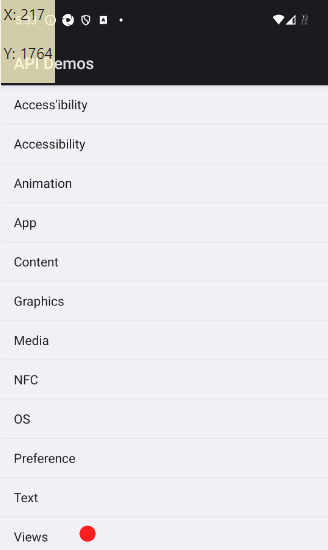 X: 217
Y: 1764
API Demos
Access'ibility
Accessibility
Animation
App
Content
Graphics
Media
NFC
OS
Preference
Text
Views